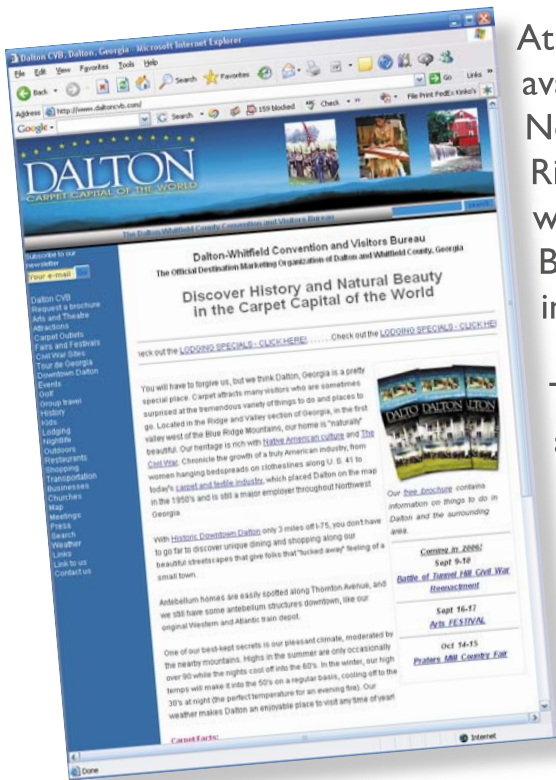 Dalton CVB, Dalton, Georgia - Microsoft Internet Explorer
File Edit View Favorites Tools Help
Back Search Favorites
Address http://www.daltoncvb.com/ Go Links »
Google - Search 159 blocked Check File Print FedEx Kinko's
DALTON
CARPET CAPITAL OF THE WORLD
The Dalton-Whitfield County Convention and Visitors Bureau
search
Subscribe to our
newsletter
Your e-mail
Dalton CVB
Request a brochure
Arts and Theatre
Attractions
Carpet Outlets
Fairs and Festivals
Civil War Sites
Tour de Georgia
Downtown Dalton
Events
Golf
Group travel
History
Kids
Lodging
Nightlife
Outdoors
Restaurants
Shopping
Transportation
Businesses
Churches
Map
Meetings
Press
Search
Weather
Links
Link to us
Contact us
Dalton-Whitfield Convention and Visitors Bureau
The Official Destination Marketing Organization of Dalton and Whitfield County, Georgia
Discover History and Natural Beauty
in the Carpet Capital of the World
eck out the LODGING SPECIALS - CLICK HERE! . . . . . .Check out the LODGING SPECIALS - CLICK HE
You will have to forgive us, but we think Dalton, Georgia is a pretty
special place. Carpet attracts many visitors who are sometimes
surprised at the tremendous variety of things to do and places to
go. Located in the Ridge and Valley section of Georgia, in the first
valley west of the Blue Ridge Mountains, our home is "naturally"
beautiful. Our heritage is rich with Native American culture and The
Civil War. Chronicle the growth of a truly American industry, from
women hanging bedspreads on clotheslines along U. S. 41 to
today's carpet and textile industry, which placed Dalton on the map
in the 1950's and is still a major employer throughout Northwest
Georgia.
With Historic Downtown Dalton only 3 miles off I-75, you don't have
to go far to discover unique dining and shopping along our
beautiful streetscapes that give folks that "tucked away" feeling of a
small town.
Antebellum homes are easily spotted along Thornton Avenue, and
we still have some antebellum structures downtown, like our
original Western and Atlantic train depot.
One of our best-kept secrets is our pleasant climate, moderated by
the nearby mountains. Highs in the summer are only occasionally
over 90 while the nights cool off into the 60's. In the winter, our high
temps will make it into the 50's on a regular basis, cooling off to the
30's at night (the perfect temperature for an evening fire). Our
weather makes Dalton an enjoyable place to visit any time of year!
Carpet Facts:
DALTO DALTON DALTON
Our free brochure contains
information on things to do in
Dalton and the surrounding
area.
Coming in 2006!
Sept 9-10
Battle of Tunnel Hill Civil War
Reenactment
Sept 16-17
Arts FESTIVAL
Oct 14-15
Praters Mill Country Fair
Done
Internet
At
ava
Ri
w
B
in